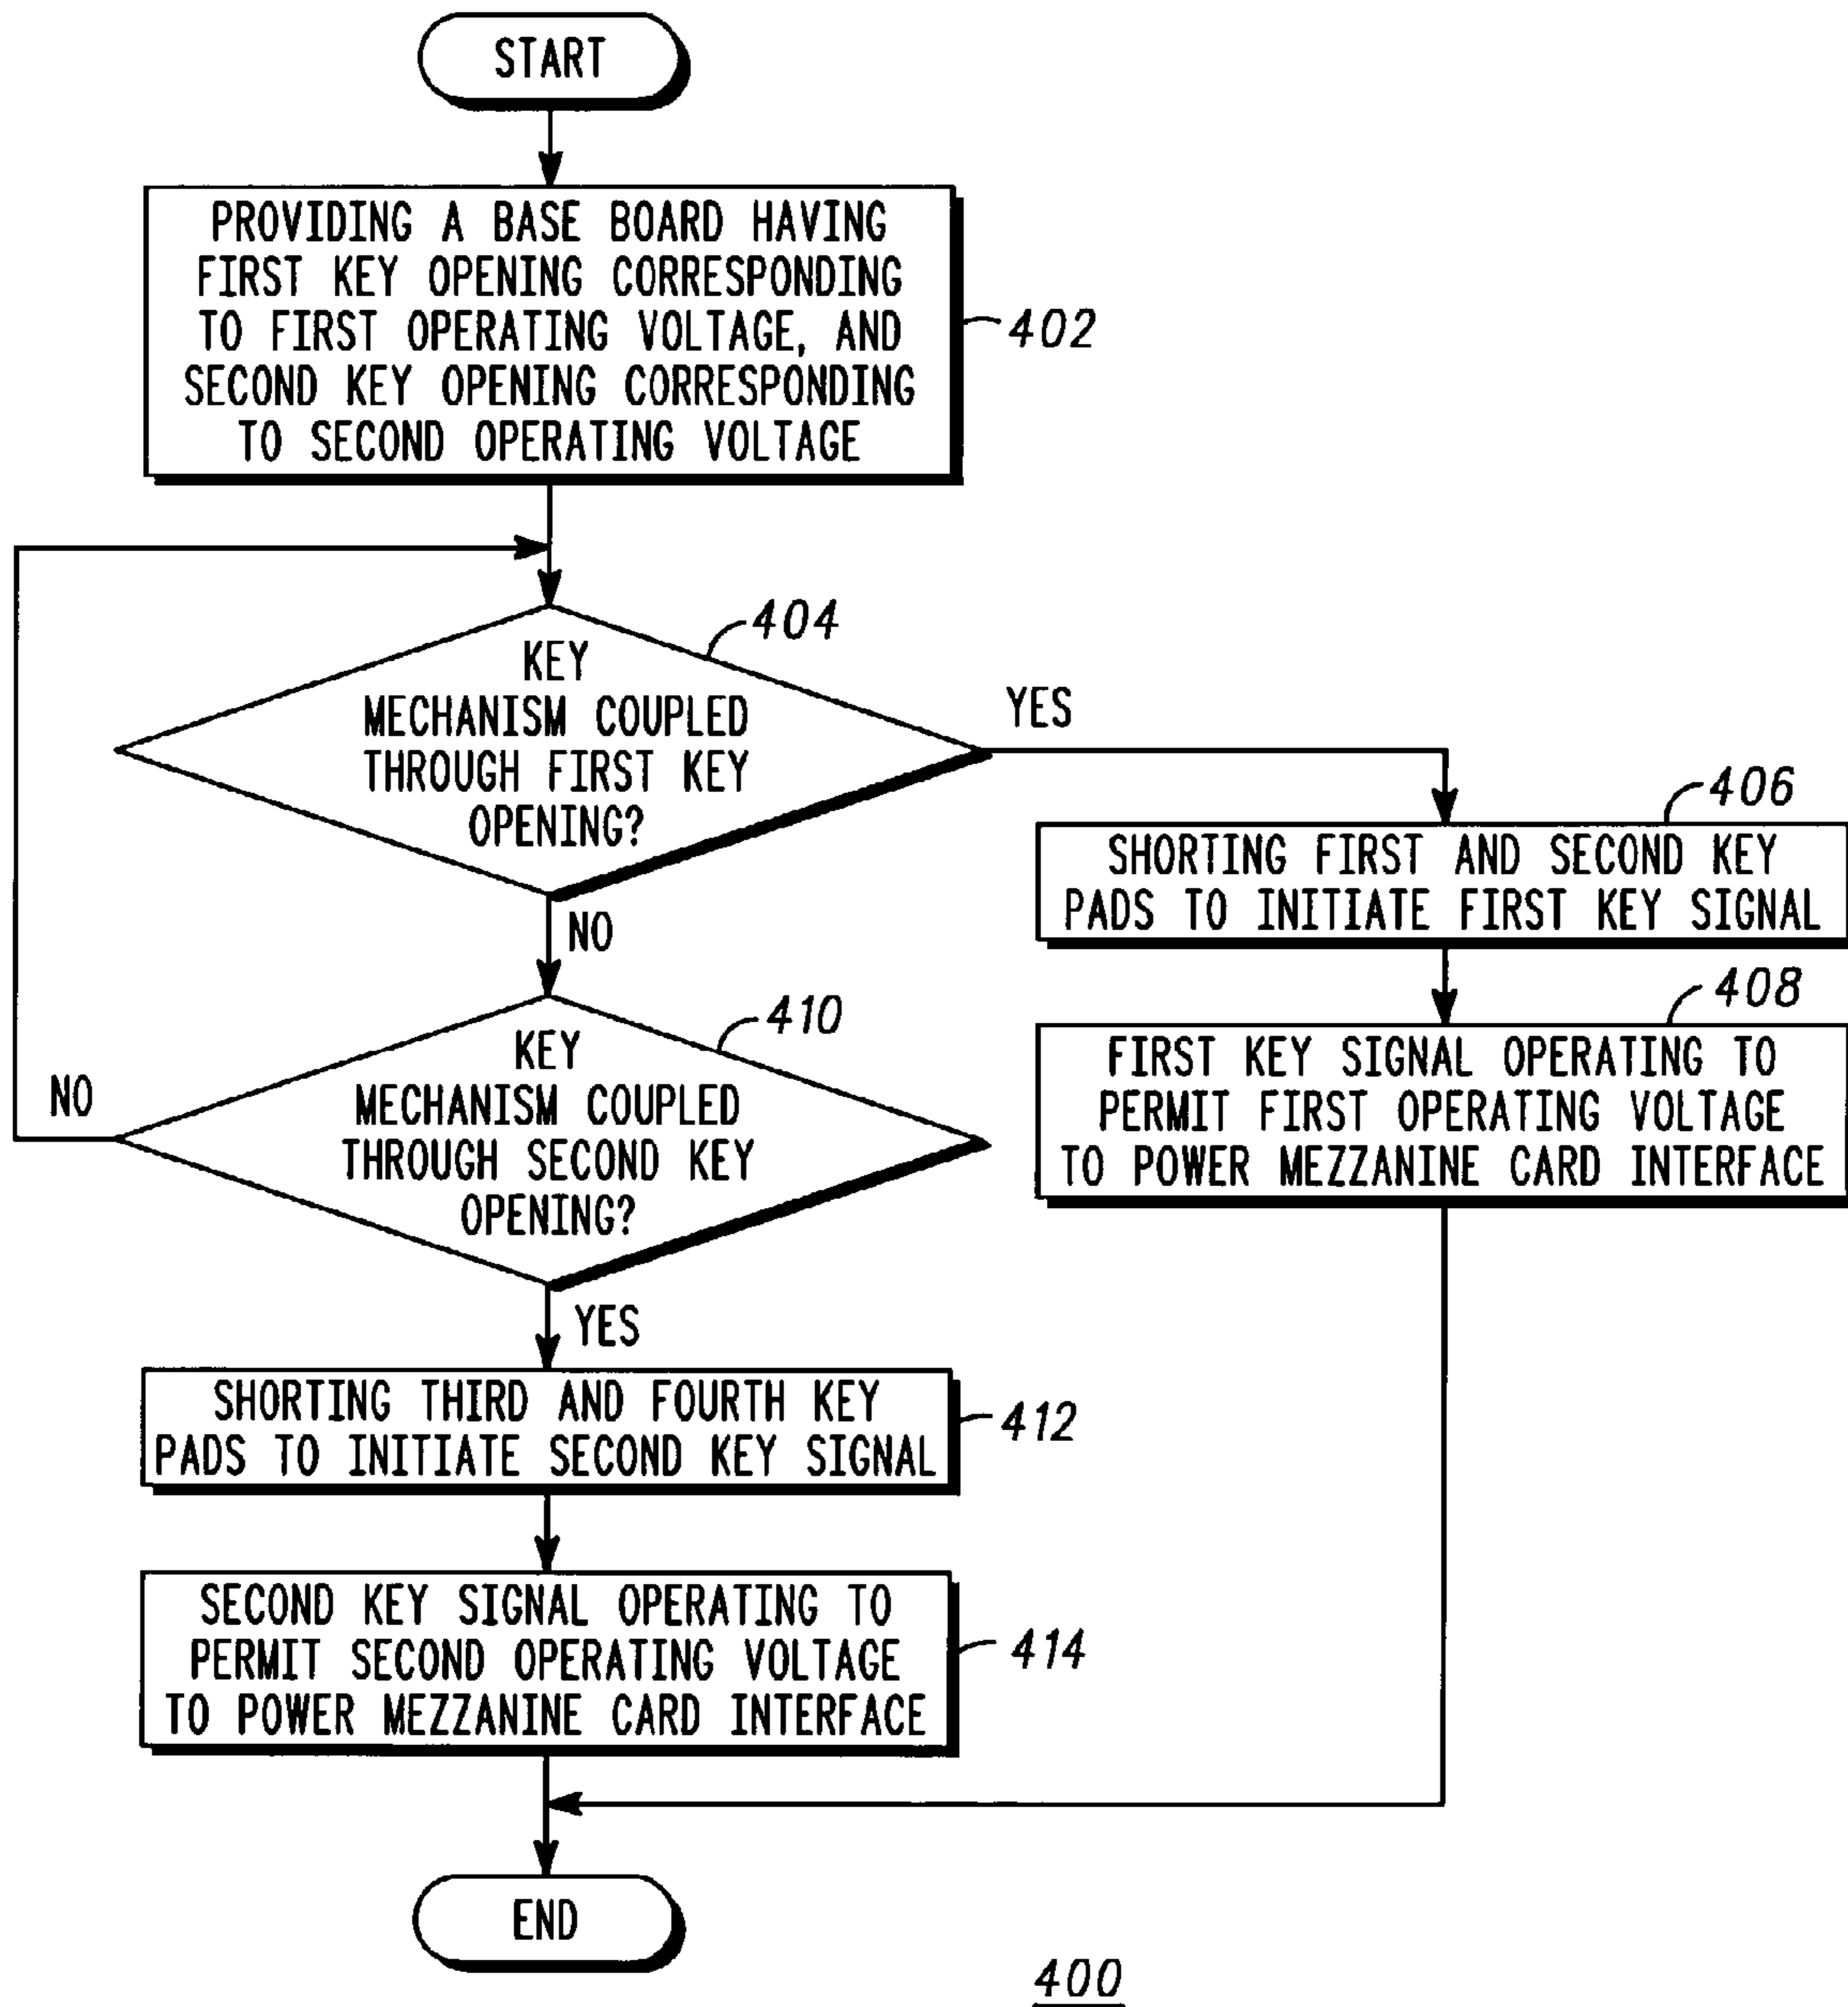 START
PROVIDING A BASE BOARD HAVING
FIRST KEY OPENING CORRESPONDING
TO FIRST OPERATING VOLTAGE, AND
SECOND KEY OPENING CORRESPONDING
TO SECOND OPERATING VOLTAGE
402
404
KEY
MECHANISM COUPLED
THROUGH FIRST KEY
OPENING?
YES
406
SHORTING FIRST AND SECOND KEY
PADS TO INITIATE FIRST KEY SIGNAL
408
FIRST KEY SIGNAL OPERATING TO
PERMIT FIRST OPERATING VOLTAGE
TO POWER MEZZANINE CARD INTERFACE
NO
410
KEY
MECHANISM COUPLED
THROUGH SECOND KEY
OPENING?
NO
YES
SHORTING THIRD AND FOURTH KEY
PADS TO INITIATE SECOND KEY SIGNAL
412
SECOND KEY SIGNAL OPERATING TO
PERMIT SECOND OPERATING VOLTAGE
TO POWER MEZZANINE CARD INTERFACE
414
END
400